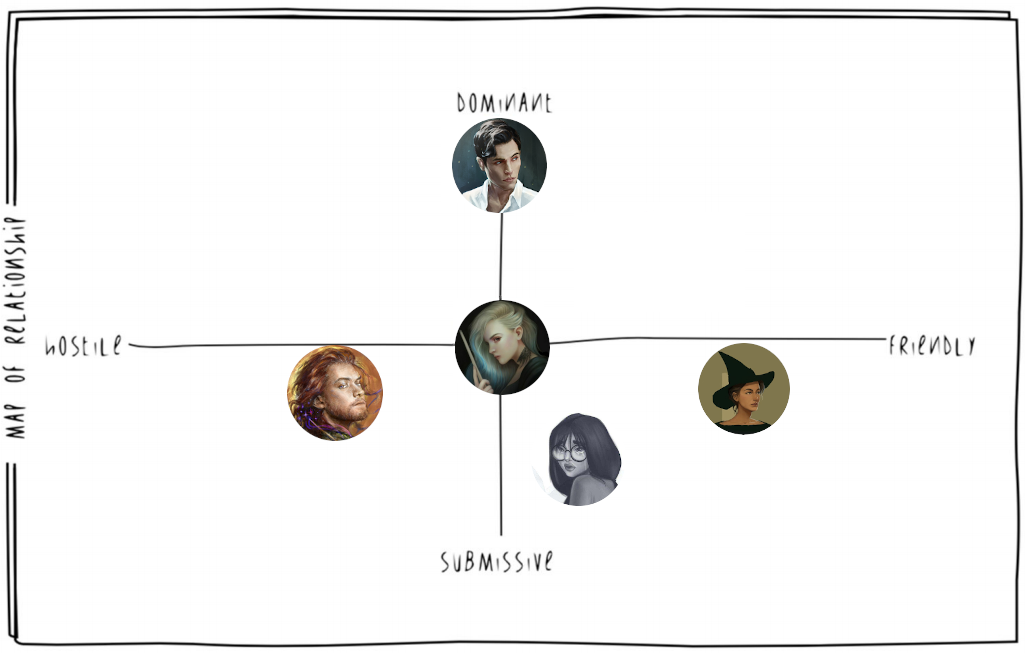 DOMINANT
MAP OF RELATIONSHIP
HOSTILE
FRIENDLY
SUBMISSIVE